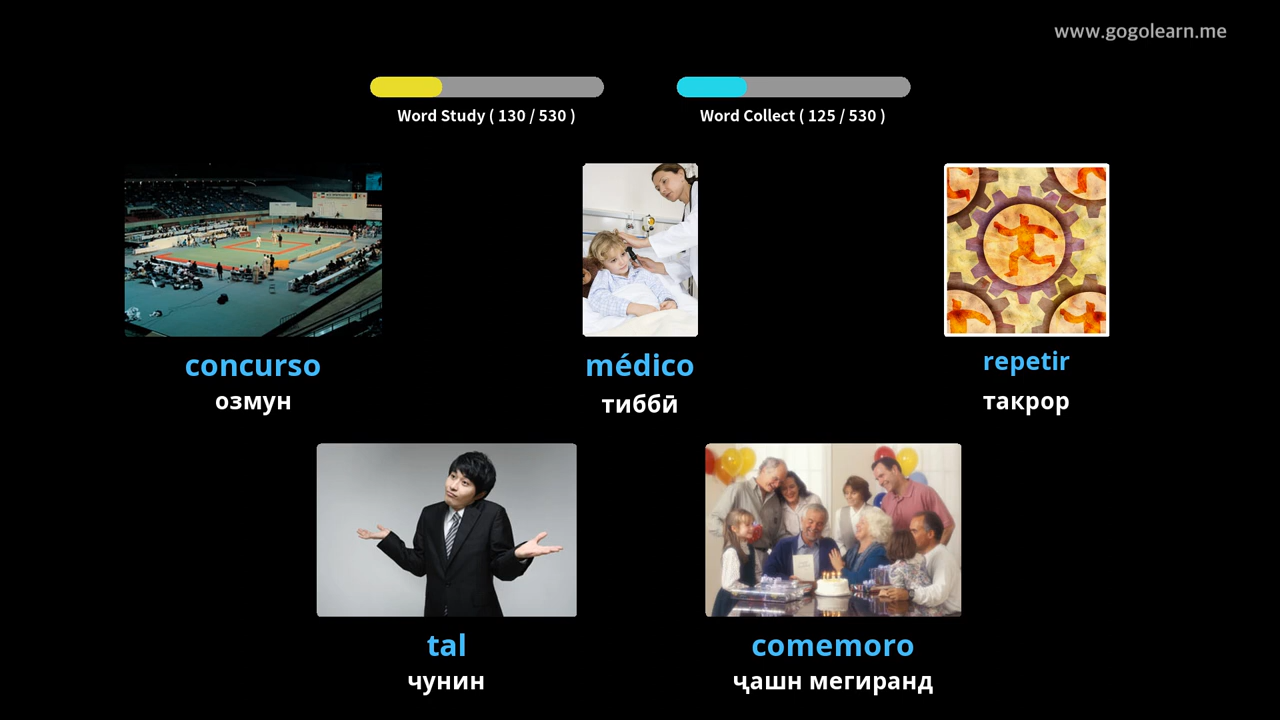 www.gogolearn.me
Word Study ( 130 / 530 )
Word Collect ( 125 / 530 )
concurso
озмун
médico
тиббӣ
repetir
такрор
tal
чунин
comemoro
ҷашн мегиранд